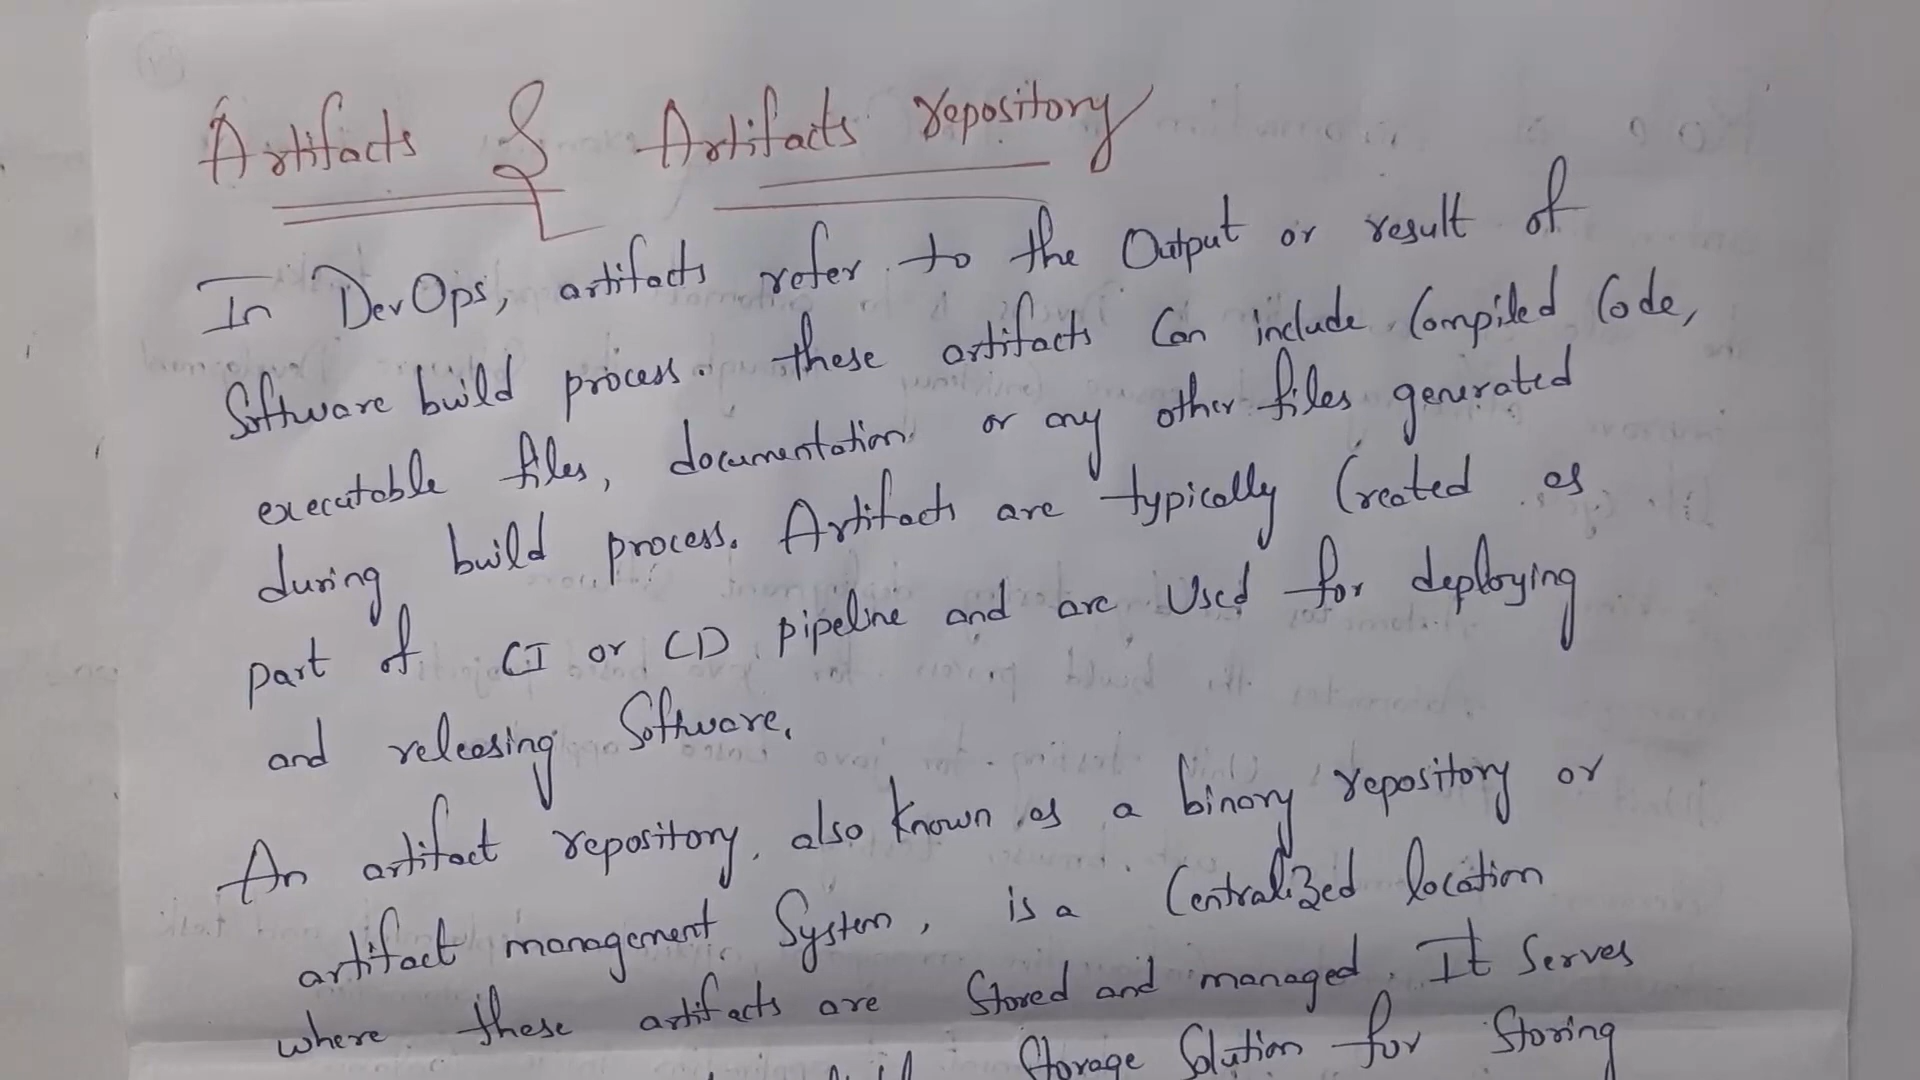 Artifacts & Artifacts repository
In DevOps, artifacts refer to the Output or result of
Software build process. these artifacts Can include Compiled Code,
executable files, documentation or any other files generated
during build process. Artifacts are typically Created as
part of CI or CD pipeline and are Used for deploying
and releasing Software.
An artifact repository, also known as a binary repository or
artifact management System, is a Centralized location
where these artifacts are Stored and managed. It Serves
Storage Solution for Storing